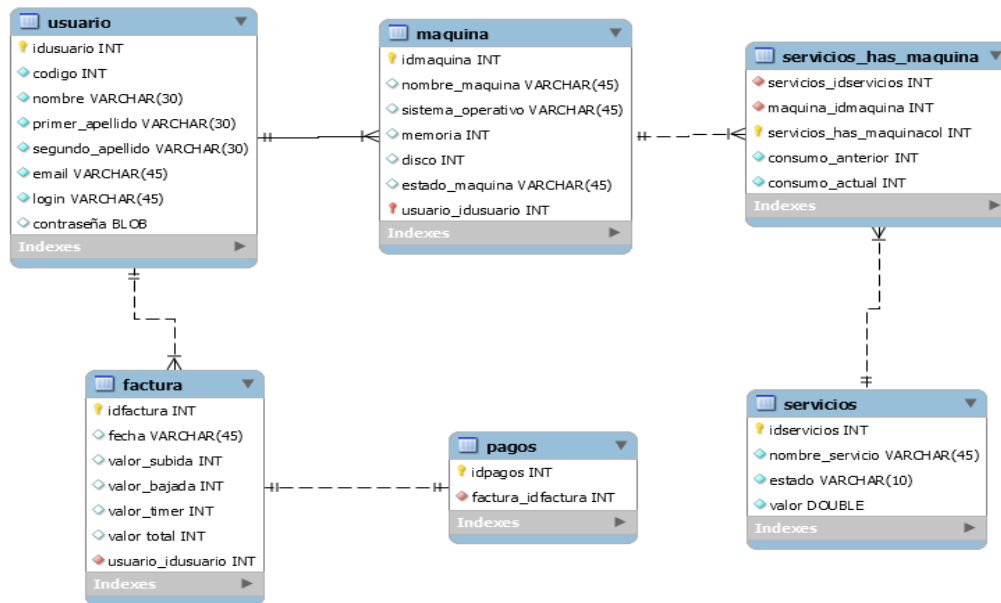 usuario
idusuario INT
codigo INT
nombre VARCHAR(30)
primer_apellido VARCHAR(30)
segundo_apellido VARCHAR(30)
email VARCHAR(45)
login VARCHAR(45)
contraseña BLOB
Indexes
maquina
idmaquina INT
nombre_maquina VARCHAR(45)
sistema_operativo VARCHAR(45)
memoria INT
disco INT
estado_maquina VARCHAR(45)
usuario_idusuario INT
Indexes
servicios_has_maquina
servicios_idservicios INT
maquina_idmaquina INT
servicios_has_maquinacol INT
consumo_anterior INT
consumo_actual INT
Indexes
factura
idfactura INT
fecha VARCHAR(45)
valor_subida INT
valor_bajada INT
valor_timer INT
valor total INT
usuario_idusuario INT
Indexes
pagos
idpagos INT
factura_idfactura INT
Indexes
servicios
idservicios INT
nombre_servicio VARCHAR(45)
estado VARCHAR(10)
valor DOUBLE
Indexes